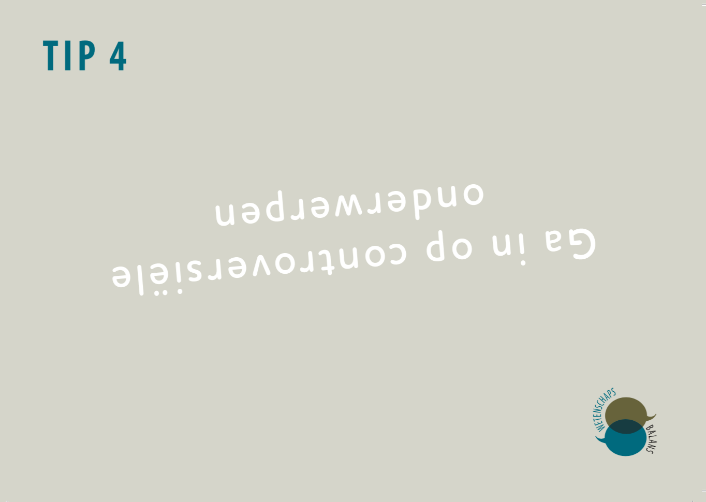 TIP 4
Ga in op controversiële
onderwerpen
WETENSCHAPS
BALANS